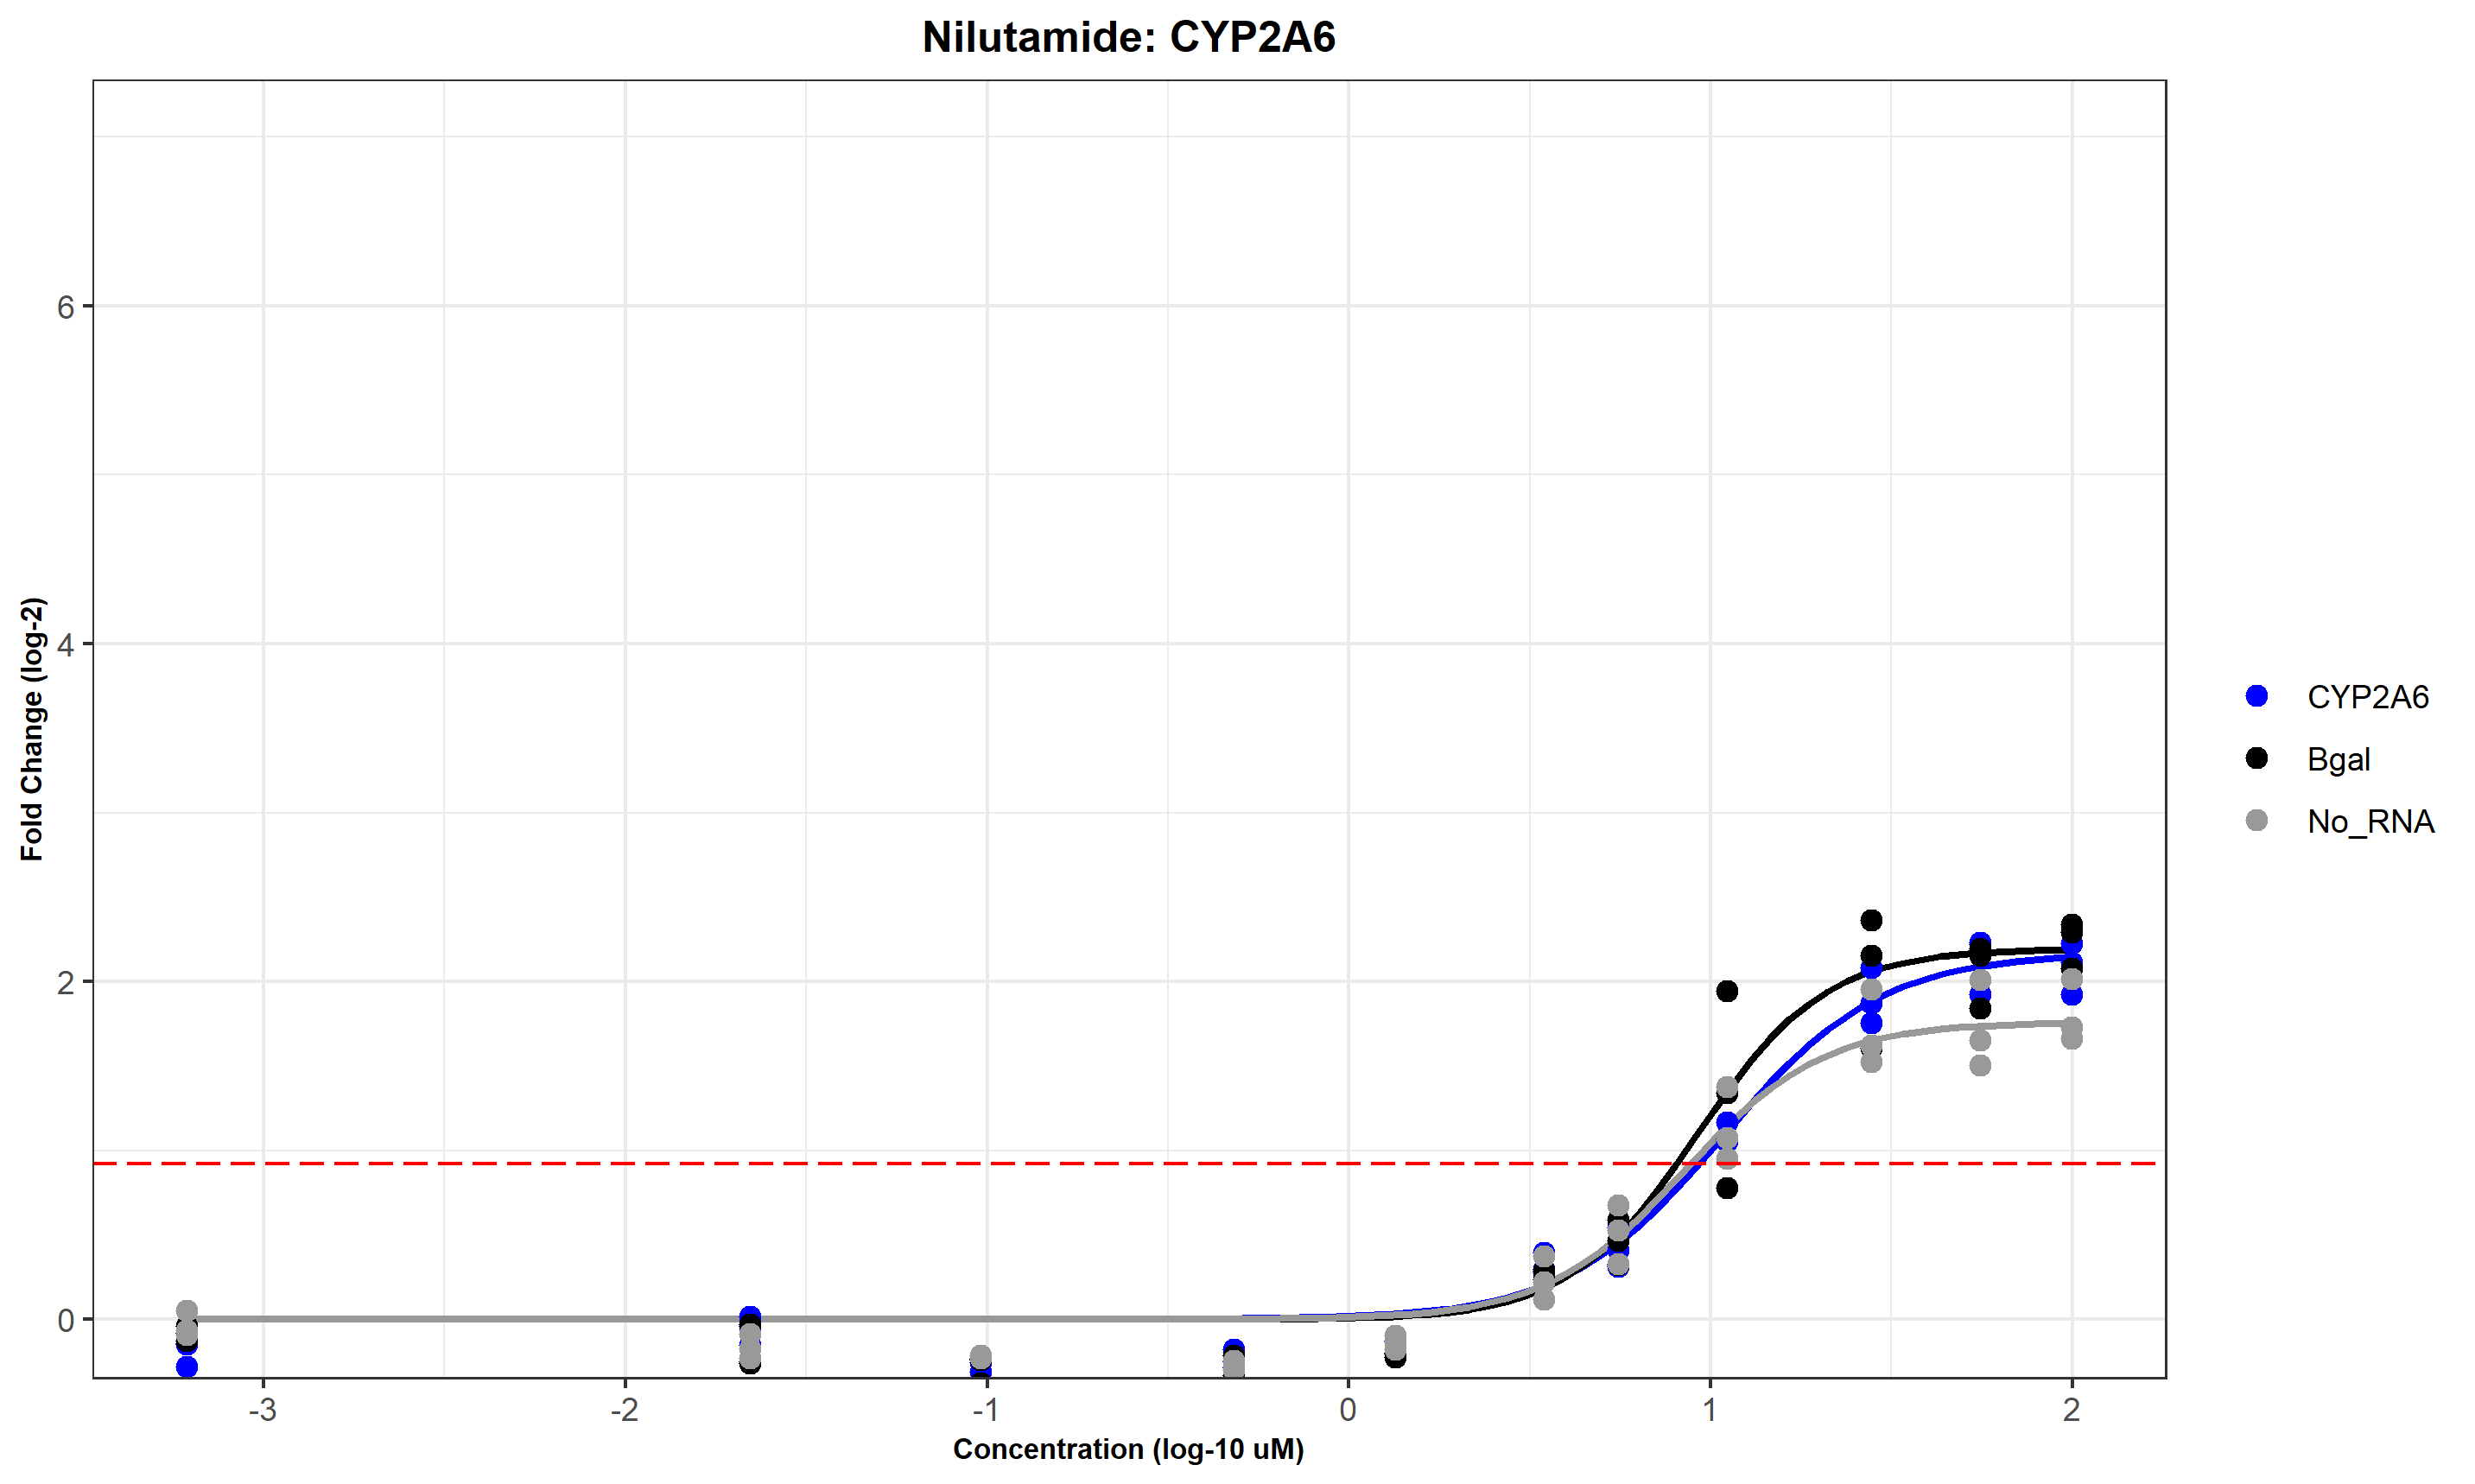 Nilutamide: CYP2A6
Fold Change (log-2)
6
4
2
0
-3
-2
-1
0
1
2
Concentration (log-10 uM)
CYP2A6
Bgal
No_RNA